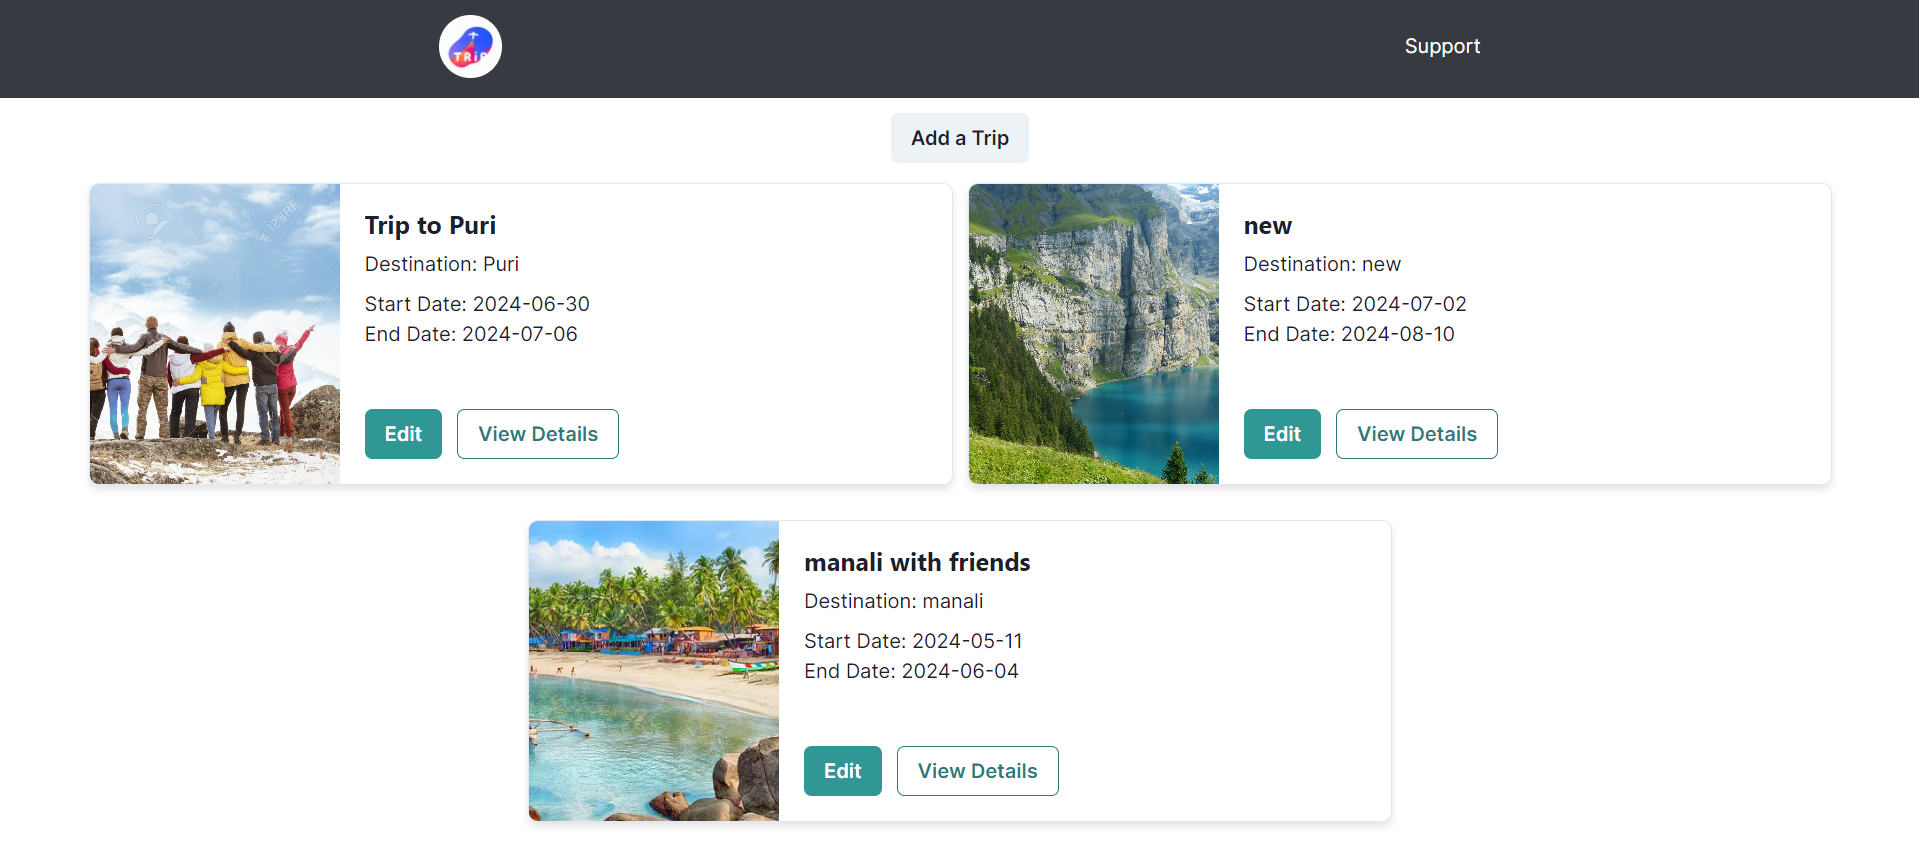 TRiP
Support
Add a Trip
123RF
Trip to Puri
Destination: Puri
Start Date: 2024-06-30
End Date: 2024-07-06
Edit
View Details
new
Destination: new
Start Date: 2024-07-02
End Date: 2024-08-10
Edit
View Details
manali with friends
Destination: manali
Start Date: 2024-05-11
End Date: 2024-06-04
Edit
View Details